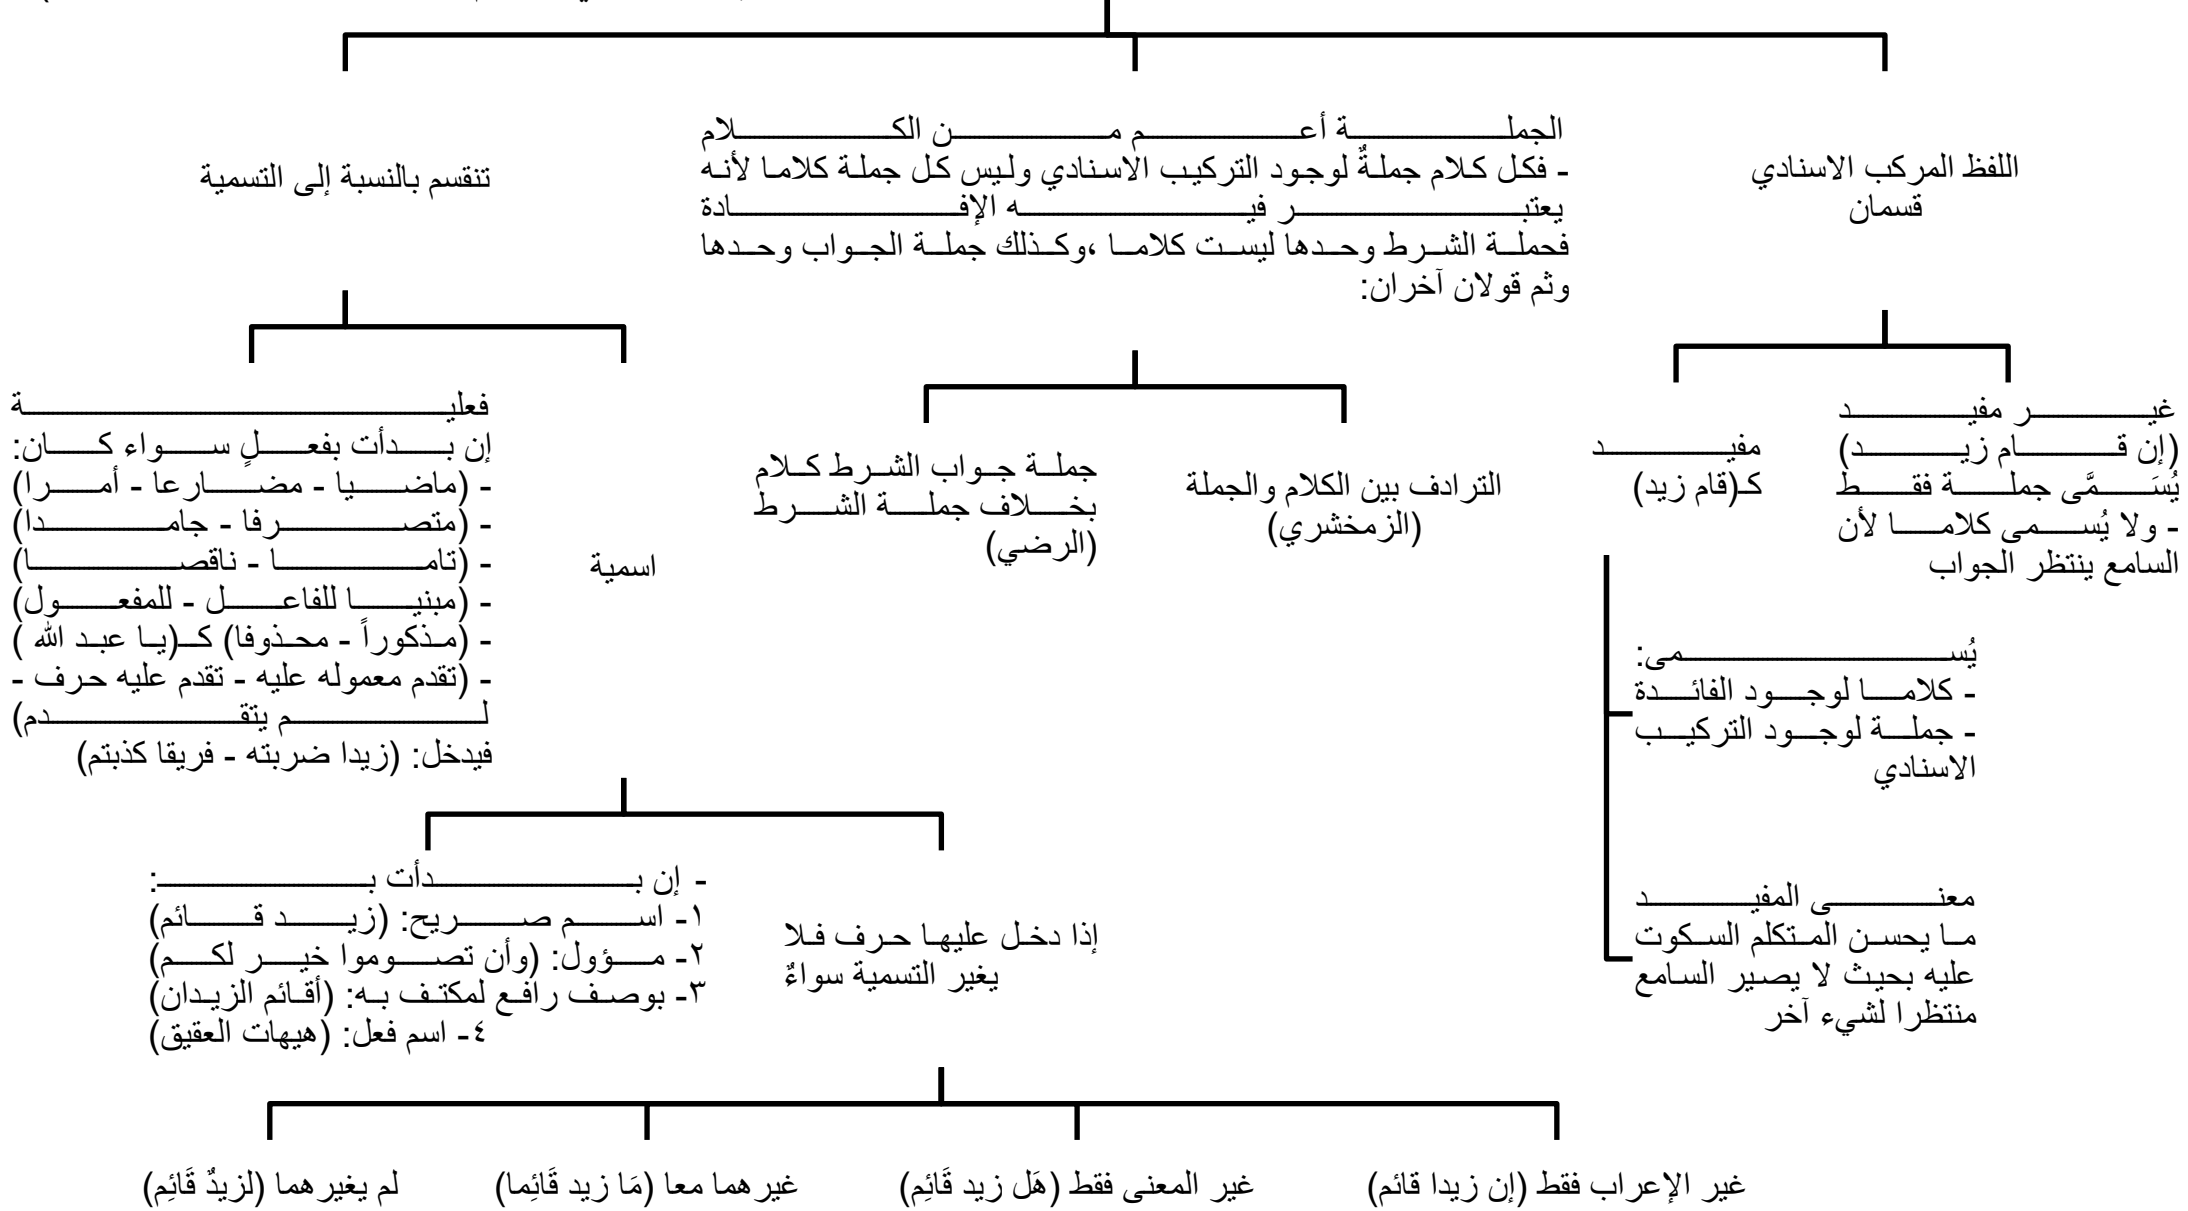 اللفظ المركب الاسنادي
قسمان
غير مفيد
(إن قام زيد)
يُسَمَّى جملة فقط
- ولا يُسمى كلاما لأن
السامع ينتظر الجواب
مفيد
كـ(قام زيد)
يُسمى:
- كلاما لوجود الفائدة
- جملة لوجود التركيب
الاسنادي
معنى المفيد
ما يحسن المتكلم السكوت
عليه بحيث لا يصير السامع
منتظرا لشيء آخر
الجملة أعم من الكلام
- فكل كلام جملةٌ لوجود التركيب الاسنادي وليس كل جملة كلاما لأنه
يعتبر فيه الإفادة
فحملة الشرط وحدها ليست كلاما ،وكذلك جملة الجواب وحدها
وثم قولان آخران:
الترادف بين الكلام والجملة
(الزمخشري)
جملة جواب الشرط كلام
بخلاف جملة الشرط
(الرضي)
تنقسم بالنسبة إلى التسمية
اسمية
فعلية
إن بدأت بفعلٍ سواء كان:
- (ماضيا - مضارعا - أمرا)
- (متصرفا - جامدا)
- (تاما - ناقصا)
- (مبنيا للفاعل - للمفعول)
- (مذكوراً - محذوفا) كـ(يا عبد الله )
- (تقدم معموله عليه - تقدم عليه حرف -
لم يتقدم)
فيدخل: (زيدا ضربته - فريقا كذبتم)
إذا دخل عليها حرف فلا
يغير التسمية سواءٌ
- إن بدأت بـ:
١- اسم صريح: (زيد قائم)
٢- مؤول: (وأن تصوموا خير لكم)
٣- بوصف رافع لمكتف به: (أقائم الزيدان)
٤- اسم فعل: (هيهات العقيق)
غير الإعراب فقط (إن زيدا قائم)
غير المعنى فقط (هَل زيد قَائِم)
غيرهما معا (مَا زيد قَائِما)
لم يغيرهما (لزيدٌ قَائِم)